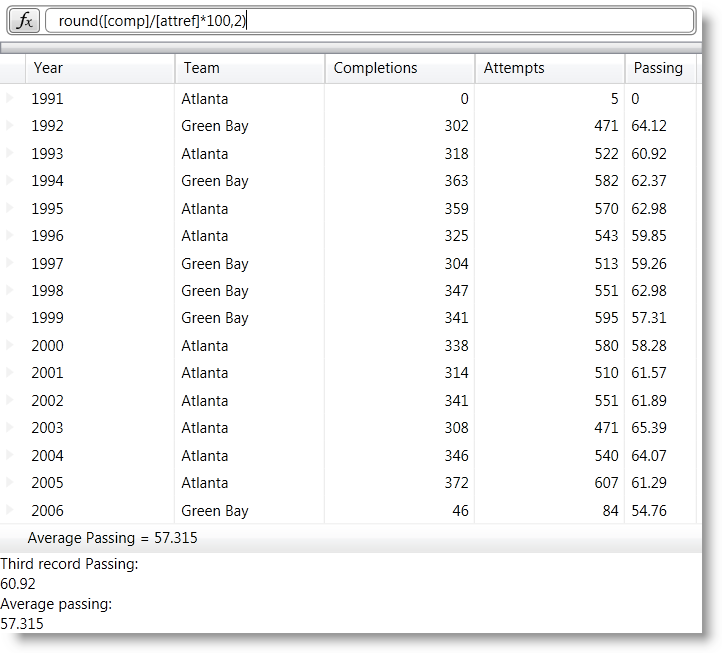 fx round([comp]/[attref]*100,2)
Year Team Completions Attempts Passing
1991 Atlanta 0 5 0
1992 Green Bay 302 471 64.12
1993 Atlanta 318 522 60.92
1994 Green Bay 363 582 62.37
1995 Atlanta 359 570 62.98
1996 Atlanta 325 543 59.85
1997 Green Bay 304 513 59.26
1998 Green Bay 347 551 62.98
1999 Green Bay 341 595 57.31
2000 Atlanta 338 580 58.28
2001 Atlanta 314 510 61.57
2002 Atlanta 341 551 61.89
2003 Atlanta 308 471 65.39
2004 Atlanta 346 540 64.07
2005 Atlanta 372 607 61.29
2006 Green Bay 46 84 54.76
Average Passing = 57.315
Third record Passing:
60.92
Average passing:
57.315